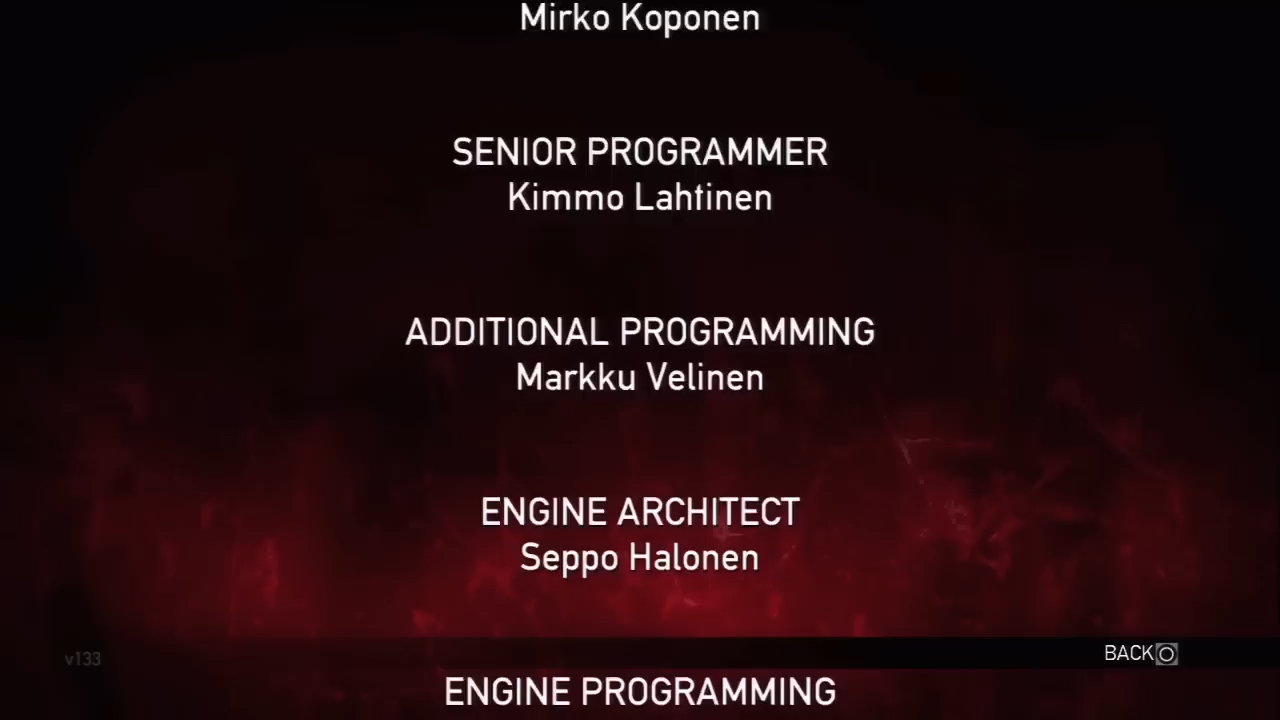 Mirko Koponen
SENIOR PROGRAMMER
Kimmo Lahtinen
ADDITIONAL PROGRAMMING
Markku Velinen
ENGINE ARCHITECT
Seppo Halonen
v133
BACK
ENGINE PROGRAMMING